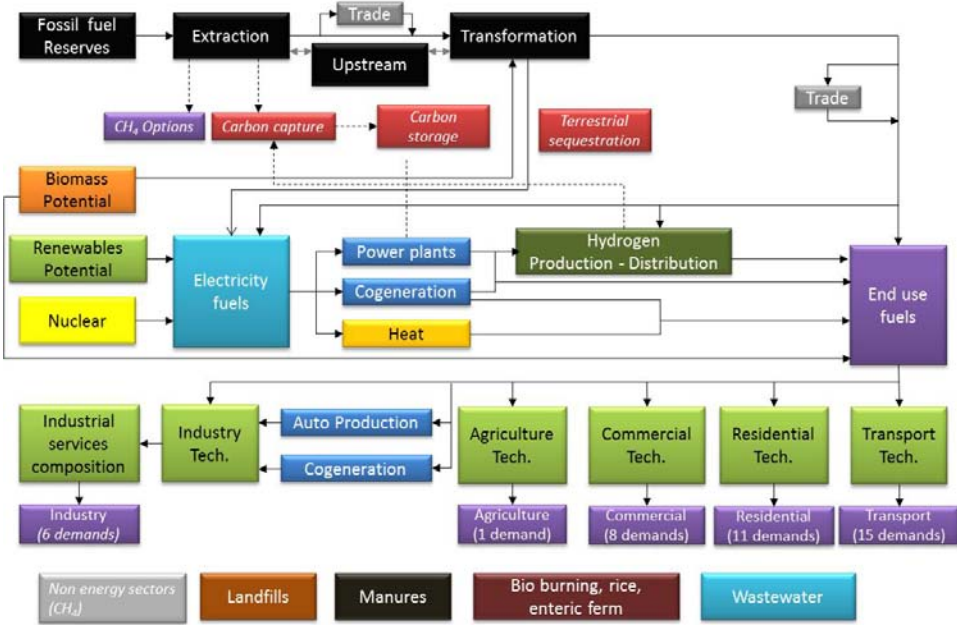 Fossil fuel
Reserves
Extraction
Trade
Transformation
Upstream
Trade
CH₄ Options
Carbon capture
Carbon
storage
Terrestrial
sequestration
Biomass
Potential
Renewables
Potential
Nuclear
Electricity
fuels
Power plants
Cogeneration
Heat
Hydrogen
Production - Distribution
End use
fuels
Industrial
services
composition
Industry
Tech.
Auto Production
Cogeneration
Agriculture
Tech.
Commercial
Tech.
Residential
Tech.
Transport
Tech.
Industry
(6 demands)
Agriculture
(1 demand)
Commercial
(8 demands)
Residential
(11 demands)
Transport
(15 demands)
Non energy sectors
(CH₄)
Landfills
Manures
Bio burning, rice,
enteric ferm
Wastewater